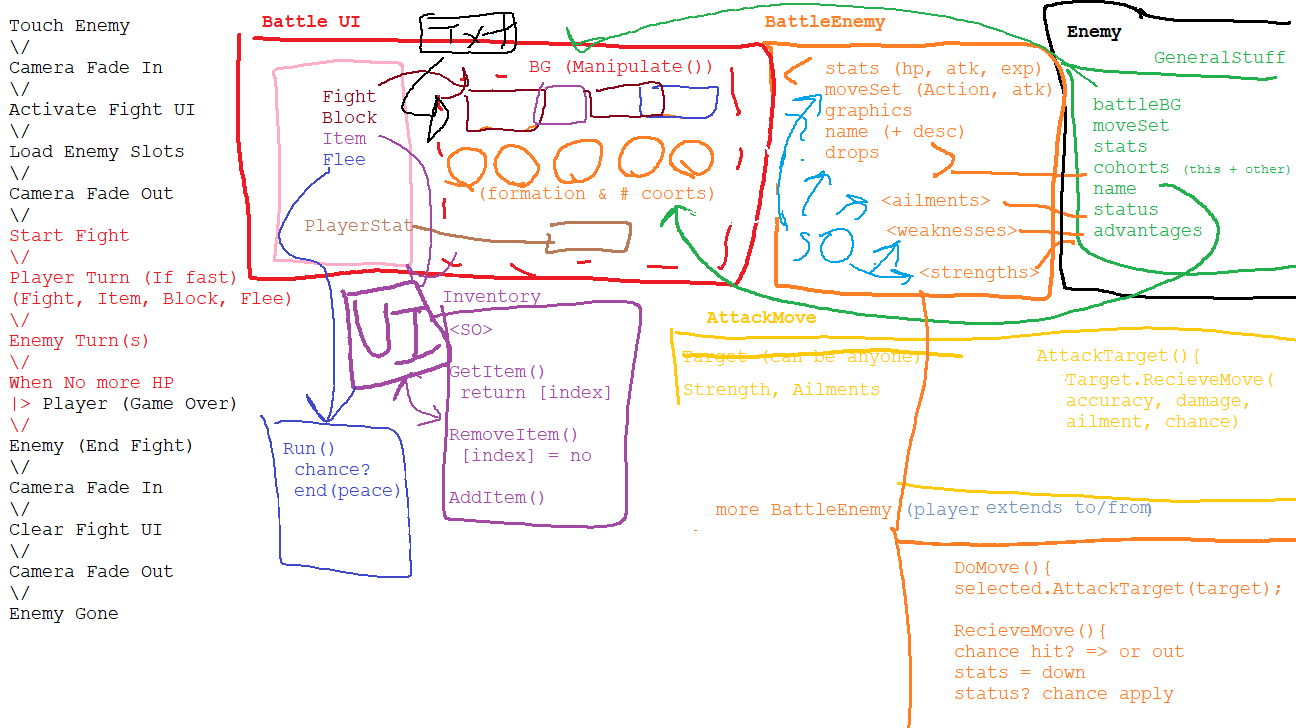 Touch Enemy
\/
Camera Fade In
\/
Activate Fight UI
\/
Load Enemy Slots
\/
Camera Fade Out
\/
Start Fight
\/
Player Turn (If fast)
(Fight, Item, Block, Flee)
\/
Enemy Turn(s)
\/
When No more HP
|> Player (Game Over)
\/
Enemy (End Fight)
\/
Camera Fade In
\/
Clear Fight UI
\/
Camera Fade Out
\/
Enemy Gone
Battle UI
Txt
BG (Manipulate())
Fight
Block
Item
Flee
(formation & # coorts)
PlayerStat
UI
Inventory
<SO>
GetItem()
return [index]
RemoveItem()
[index] = no
AddItem()
Run()
chance?
end(peace)
BattleEnemy
stats (hp, atk, exp)
moveSet (Action, atk)
graphics
name (+ desc)
drops
<ailments>
<weaknesses>
<strengths>
SO
Enemy
GeneralStuff
battleBG
moveSet
stats
cohorts (this + other)
name
status
advantages
AttackMove
Target (can be anyone)
Strength, Ailments
AttackTarget(){
Target.RecieveMove(
accuracy, damage,
ailment, chance)
more BattleEnemy (player extends to/from)
DoMove(){
selected.AttackTarget(target);
RecieveMove(){
chance hit? => or out
stats = down
status? chance apply